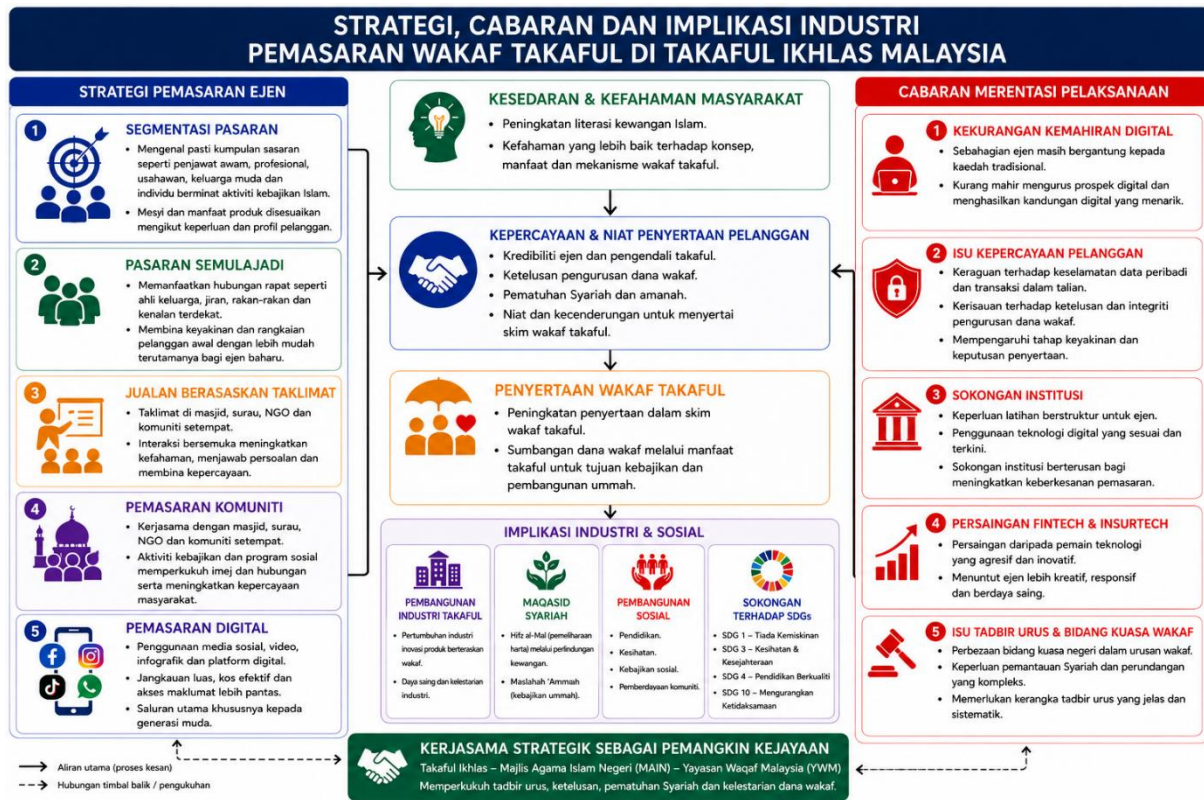 STRATEGI, CABARAN DAN IMPLIKASI INDUSTRI
PEMASARAN WAKAF TAKAFUL DI TAKAFUL IKHLAS MALAYSIA
STRATEGI PEMASARAN EJEN
1
SEGMENTASI PASARAN
• Mengenal pasti kumpulan sasaran
seperti penjawat awam, profesional,
usahawan, keluarga muda dan
individu berminat aktiviti kebajikan Islam.
• Mesyi dan manfaat produk disesuaikan
mengikut keperluan dan profil pelanggan.
2
PASARAN SEMULAJADI
• Memanfaatkan hubungan rapat seperti
ahli keluarga, jiran, rakan-rakan dan
kenalan terdekat.
• Membina keyakinan dan rangkaian
pelanggan awal dengan lebih mudah
terutamanya bagi ejen baharu.
3
JUALAN BERASASKAN TAKLIMAT
• Taklimat di masjid, surau, NGO dan
komuniti setempat.
• Interaksi bersemuka meningkatkan
kefahaman, menjawab persoalan dan
membina kepercayaan.
4
PEMASARAN KOMUNITI
• Kerjasama dengan masjid, surau,
NGO dan komuniti setempat.
• Aktiviti kebajikan dan program sosial
memperkukuh imej dan hubungan
serta meningkatkan kepercayaan
masyarakat.
5
PEMASARAN DIGITAL
• Penggunaan media sosial, video,
infografik dan platform digital.
• Jangkauan luas, kos efektif dan
akses maklumat lebih pantas.
• Saluran utama khususnya kepada
generasi muda.
KESEDARAN & KEFAHAMAN MASYARAKAT
• Peningkatan literasi kewangan Islam.
• Kefahaman yang lebih baik terhadap konsep,
manfaat dan mekanisme wakaf takaful.
KEPERCAYAAN & NIAT PENYERTAAN PELANGGAN
• Kredibiliti ejen dan pengendali takaful.
• Ketelusan pengurusan dana wakaf.
• Pematuhan Syariah dan amanah.
• Niat dan kecenderungan untuk menyertai
skim wakaf takaful.
PENYERTAAN WAKAF TAKAFUL
• Peningkatan penyertaan dalam skim
wakaf takaful.
• Sumbangan dana wakaf melalui manfaat
takaful untuk tujuan kebajikan dan
pembangunan ummah.
IMPLIKASI INDUSTRI & SOSIAL
PEMBANGUNAN
INDUSTRI TAKAFUL
• Pertumbuhan industri
inovasi produk berteraskan
wakaf.
• Daya saing dan kelestarian
industri.
MAQASID
SYARIAH
• Hifz al-Mal (pemeliharaan
harta) melalui perlindungan
kewangan.
• Maslahah 'Ammah
(kebajikan ummah).
PEMBANGUNAN
SOSIAL
• Pendidikan.
• Kesihatan.
• Kebajikan sosial.
• Pemberdayaan komuniti.
SOKONGAN
TERHADAP SDGs
• SDG 1 – Tiada Kemiskinan
• SDG 3 – Kesihatan &
Kesejahteraan
• SDG 4 – Pendidikan Berkualiti
• SDG 10 – Mengurangkan
Ketidaksamaan
CABARAN MERENTASI PELAKSANAAN
1
KEKURANGAN KEMAHIRAN DIGITAL
• Sebahagian ejen masih bergantung kepada
kaedah tradisional.
• Kurang mahir mengurus prospek digital dan
menghasilkan kandungan digital yang menarik.
2
ISU KEPERCAYAAN PELANGGAN
• Keraguan terhadap keselamatan data peribadi
dan transaksi dalam talian.
• Kerisauan terhadap ketelusan dan integriti
pengurusan dana wakaf.
• Mempengaruhi tahap keyakinan dan
keputusan penyertaan.
3
SOKONGAN INSTITUSI
• Keperluan latihan berstruktur untuk ejen.
• Penggunaan teknologi digital yang sesuai dan
terkini.
• Sokongan institusi berterusan bagi
meningkatkan keberkesanan pemasaran.
4
PERSAINGAN FINTECH & INSURTECH
• Persaingan daripada pemain teknologi
yang agresif dan inovatif.
• Menuntut ejen lebih kreatif, responsif
dan berdaya saing.
5
ISU TADBIR URUS & BIDANG KUASA WAKAF
• Perbezaan bidang kuasa negeri dalam urusan wakaf.
• Keperluan pemantauan Syariah dan perundangan
yang kompleks.
• Memerlukan kerangka tadbir urus yang jelas dan
sistematik.
Aliran utama (proses kesan)
Hubungan timbal balik / pengukuhan
KERJASAMA STRATEGIK SEBAGAI PEMANGKIN KEJAYAAN
Takaful Ikhlas – Majlis Agama Islam Negeri (MAIN) – Yayasan Waqaf Malaysia (YWM)
Memperkukuh tadbir urus, ketelusan, pematuhan Syariah dan kelestarian dana wakaf.